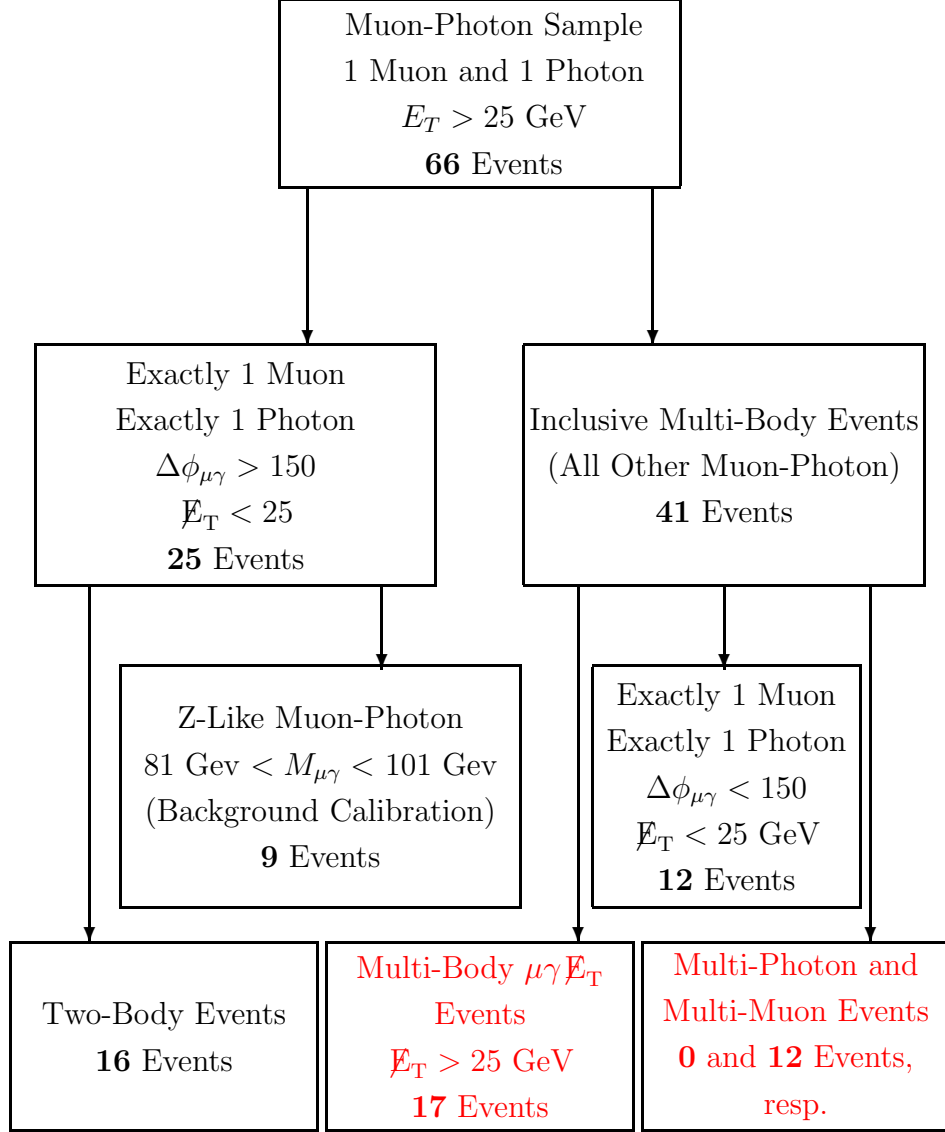 Muon-Photon Sample
1 Muon and 1 Photon
E_T > 25 GeV
66 Events
Exactly 1 Muon
Exactly 1 Photon
Δϕ_μγ > 150
E̸_T < 25
25 Events
Inclusive Multi-Body Events
(All Other Muon-Photon)
41 Events
Z-Like Muon-Photon
81 Gev < M_μγ < 101 Gev
(Background Calibration)
9 Events
Exactly 1 Muon
Exactly 1 Photon
Δϕ_μγ < 150
E̸_T < 25 GeV
12 Events
Two-Body Events
16 Events
Multi-Body μγE̸_T
Events
E̸_T > 25 GeV
17 Events
Multi-Photon and
Multi-Muon Events
0 and 12 Events,
resp.